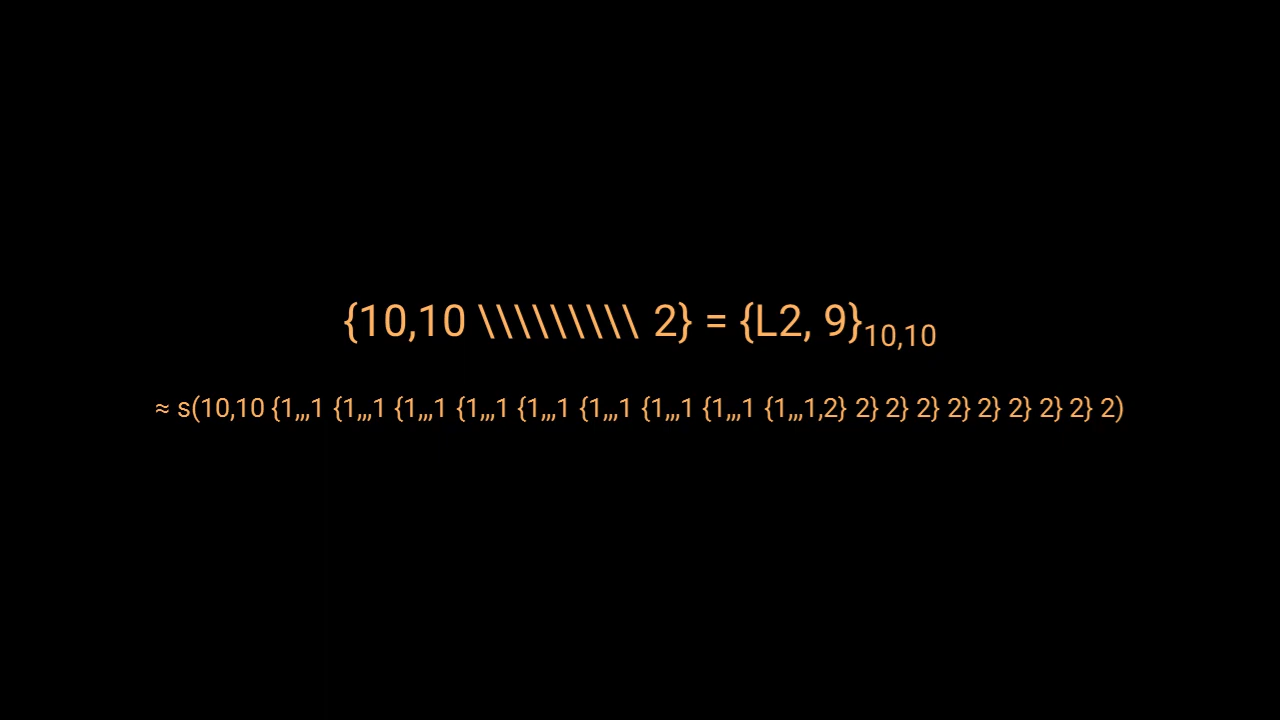 {10,10 \\\\\\\\\ 2} = {L2, 9}10,10
≈ s(10,10 {1,,,1 {1,,,1 {1,,,1 {1,,,1 {1,,,1 {1,,,1 {1,,,1 {1,,,1 {1,,,1,2} 2} 2} 2} 2} 2} 2} 2} 2} 2)